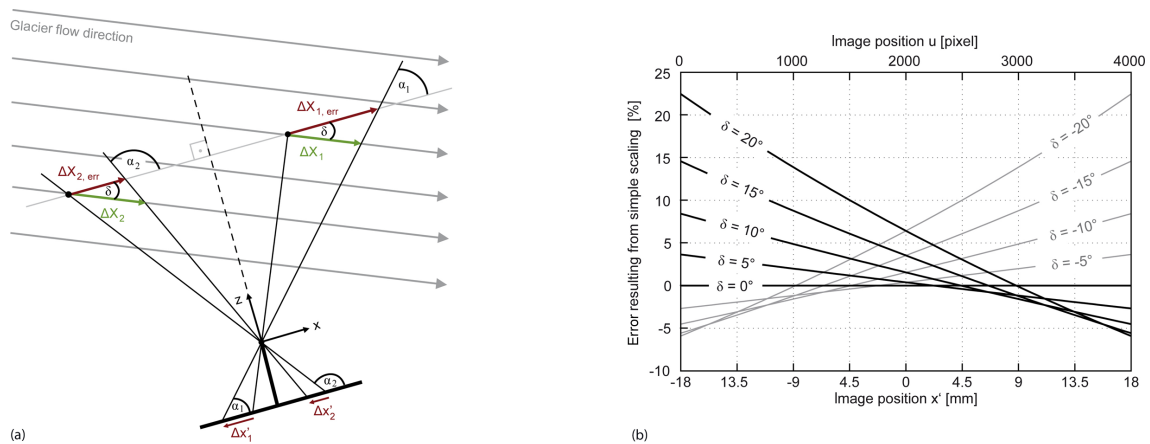 Glacier flow direction
α1
ΔX1, err
δ
ΔX1
α2
ΔX2, err
δ
ΔX2
z
x
α1
α2
Δx'2
Δx'1
(a)
Image position u [pixel]
0 1000 2000 3000 4000
Error resulting from simple scaling [%]
25
20
15
10
5
0
-5
-10
δ = 20°
δ = 15°
δ = 10°
δ = 5°
δ = 0°
δ = -20°
δ = -15°
δ = -10°
δ = -5°
-18 13.5 -9 4.5 0 4.5 9 13.5 18
Image position x' [mm]
(b)